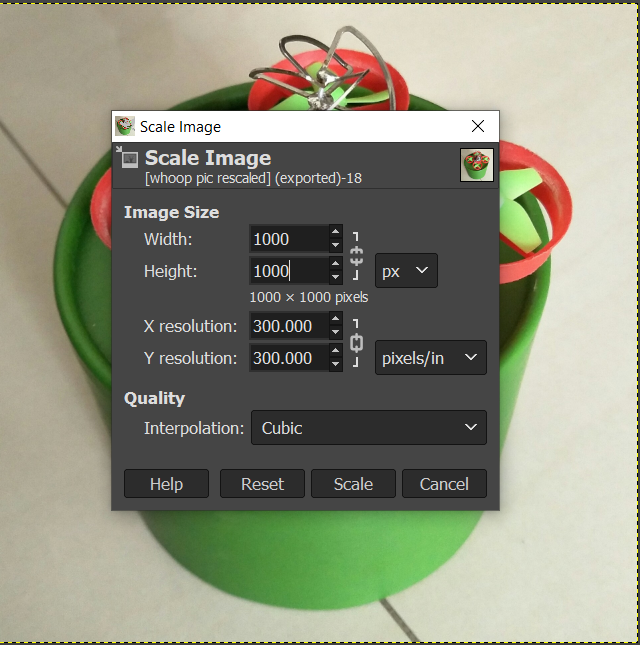 Scale Image
Scale Image
[whoop pic rescaled] (exported)-18
Image Size
Width: 1000
Height: 1000 px
1000 × 1000 pixels
X resolution: 300.000
Y resolution: 300.000 pixels/in
Quality
Interpolation: Cubic
Help Reset Scale Cancel